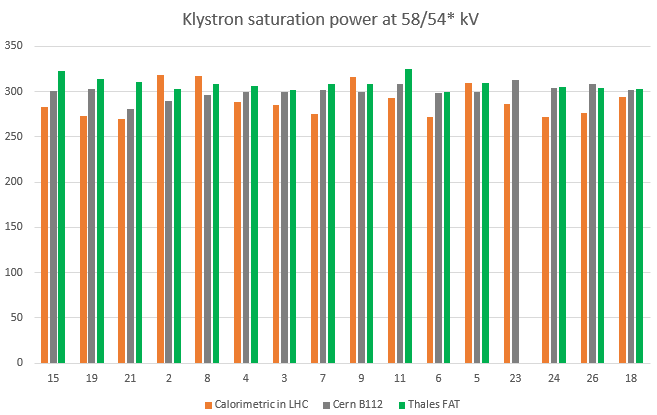 Klystron saturation power at 58/54* kV
350
300
250
200
150
100
50
0
15 19 21 2 8 4 3 7 9 11 6 5 23 24 26 18
Calorimetric in LHC Cern B112 Thales FAT